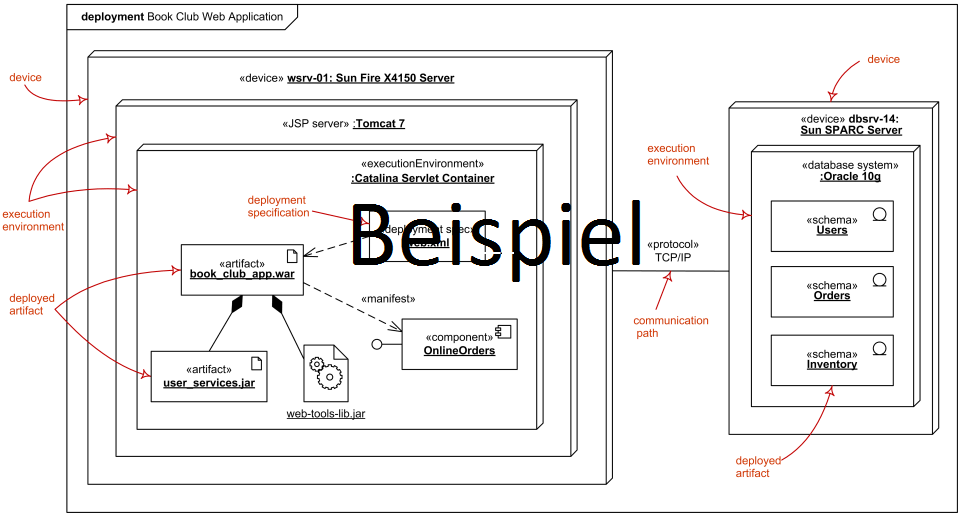 deployment Book Club Web Application
device
«device» wsrv-01: Sun Fire X4150 Server
device
«JSP server» :Tomcat 7
«device» dbsrv-14:
Sun SPARC Server
execution
environment
«executionEnvironment»
:Catalina Servlet Container
execution
environment
«database system»
:Oracle 10g
deployment
specification
Beispiel
execution
environment
«deployment spec»
«schema»
Users
«protocol»
TCP/IP
«artifact»
book_club_app.war
«schema»
Orders
deployed
artifact
«manifest»
communication
path
«component»
OnlineOrders
«schema»
Inventory
«artifact»
user_services.jar
web-tools-lib.jar
deployed
artifact